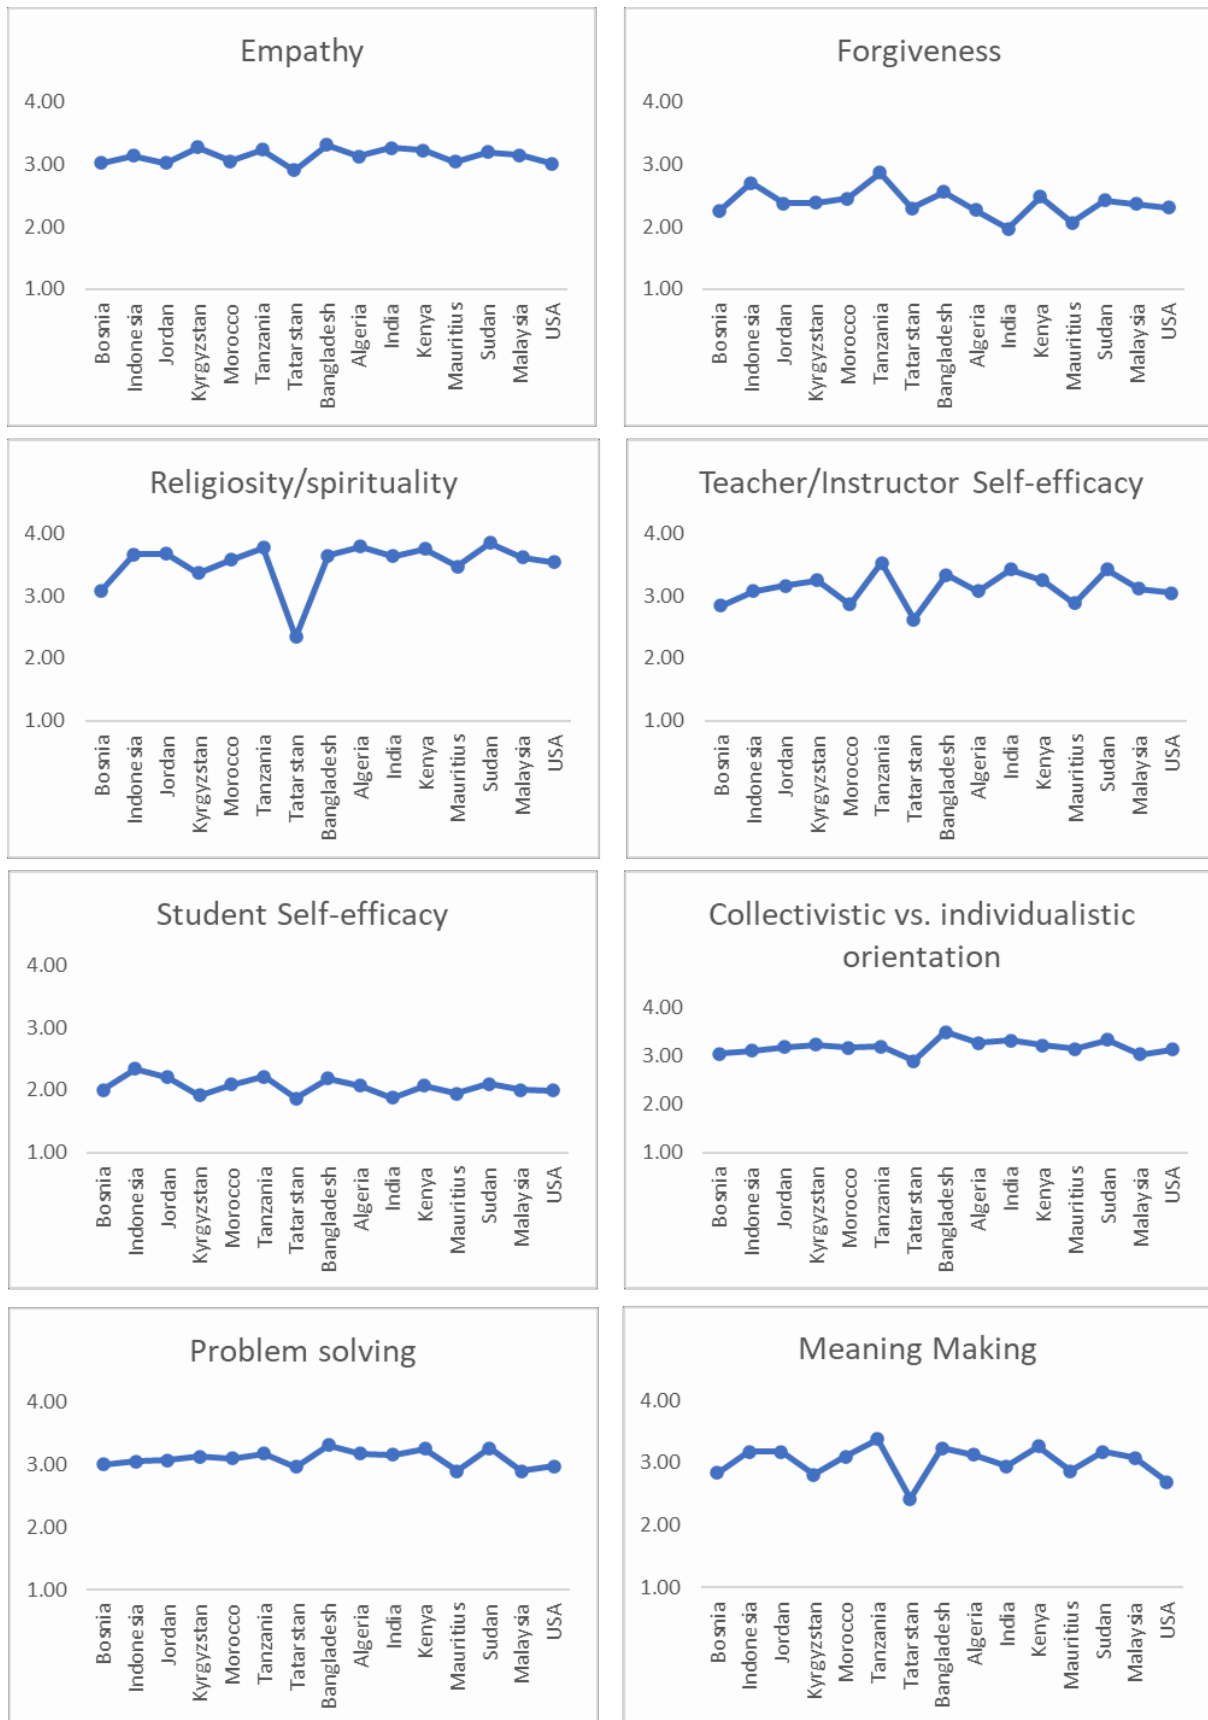 Empathy
4.00
3.00
2.00
1.00
Bosnia
Indonesia
Jordan
Kyrgyzstan
Morocco
Tanzania
Tatarstan
Bangladesh
Algeria
India
Kenya
Mauritius
Sudan
Malaysia
USA
Forgiveness
4.00
3.00
2.00
1.00
Bosnia
Indonesia
Jordan
Kyrgyzstan
Morocco
Tanzania
Tatarstan
Bangladesh
Algeria
India
Kenya
Mauritius
Sudan
Malaysia
USA
Religiosity/spirituality
4.00
3.00
2.00
1.00
Bosnia
Indonesia
Jordan
Kyrgyzstan
Morocco
Tanzania
Tatarstan
Bangladesh
Algeria
India
Kenya
Mauritius
Sudan
Malaysia
USA
Teacher/Instructor Self-efficacy
4.00
3.00
2.00
1.00
Bosnia
Indonesia
Jordan
Kyrgyzstan
Morocco
Tanzania
Tatarstan
Bangladesh
Algeria
India
Kenya
Mauritius
Sudan
Malaysia
USA
Student Self-efficacy
4.00
3.00
2.00
1.00
Bosnia
Indonesia
Jordan
Kyrgyzstan
Morocco
Tanzania
Tatarstan
Bangladesh
Algeria
India
Kenya
Mauritius
Sudan
Malaysia
USA
Collectivistic vs. individualistic
orientation
4.00
3.00
2.00
1.00
Bosnia
Indonesia
Jordan
Kyrgyzstan
Morocco
Tanzania
Tatarstan
Bangladesh
Algeria
India
Kenya
Mauritius
Sudan
Malaysia
USA
Problem solving
4.00
3.00
2.00
1.00
Bosnia
Indonesia
Jordan
Kyrgyzstan
Morocco
Tanzania
Tatarstan
Bangladesh
Algeria
India
Kenya
Mauritius
Sudan
Malaysia
USA
Meaning Making
4.00
3.00
2.00
1.00
Bosnia
Indonesia
Jordan
Kyrgyzstan
Morocco
Tanzania
Tatarstan
Bangladesh
Algeria
India
Kenya
Mauritius
Sudan
Malaysia
USA